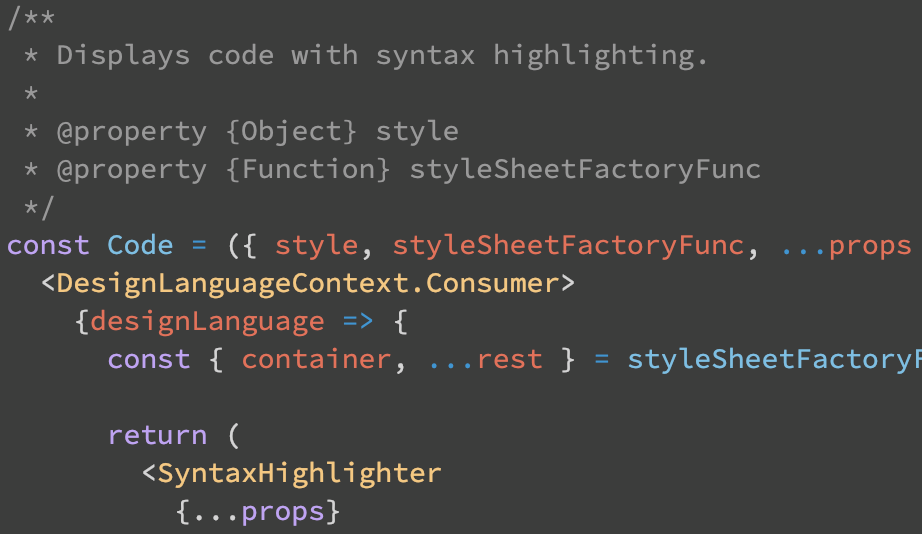 /**
 * Displays code with syntax highlighting.
 *
 * @property {Object} style
 * @property {Function} styleSheetFactoryFunc
 */
const Code = ({ style, styleSheetFactoryFunc, ...props
  <DesignLanguageContext.Consumer>
    {designLanguage => {
      const { container, ...rest } = styleSheetFactoryF

      return (
        <SyntaxHighlighter
          {...props}